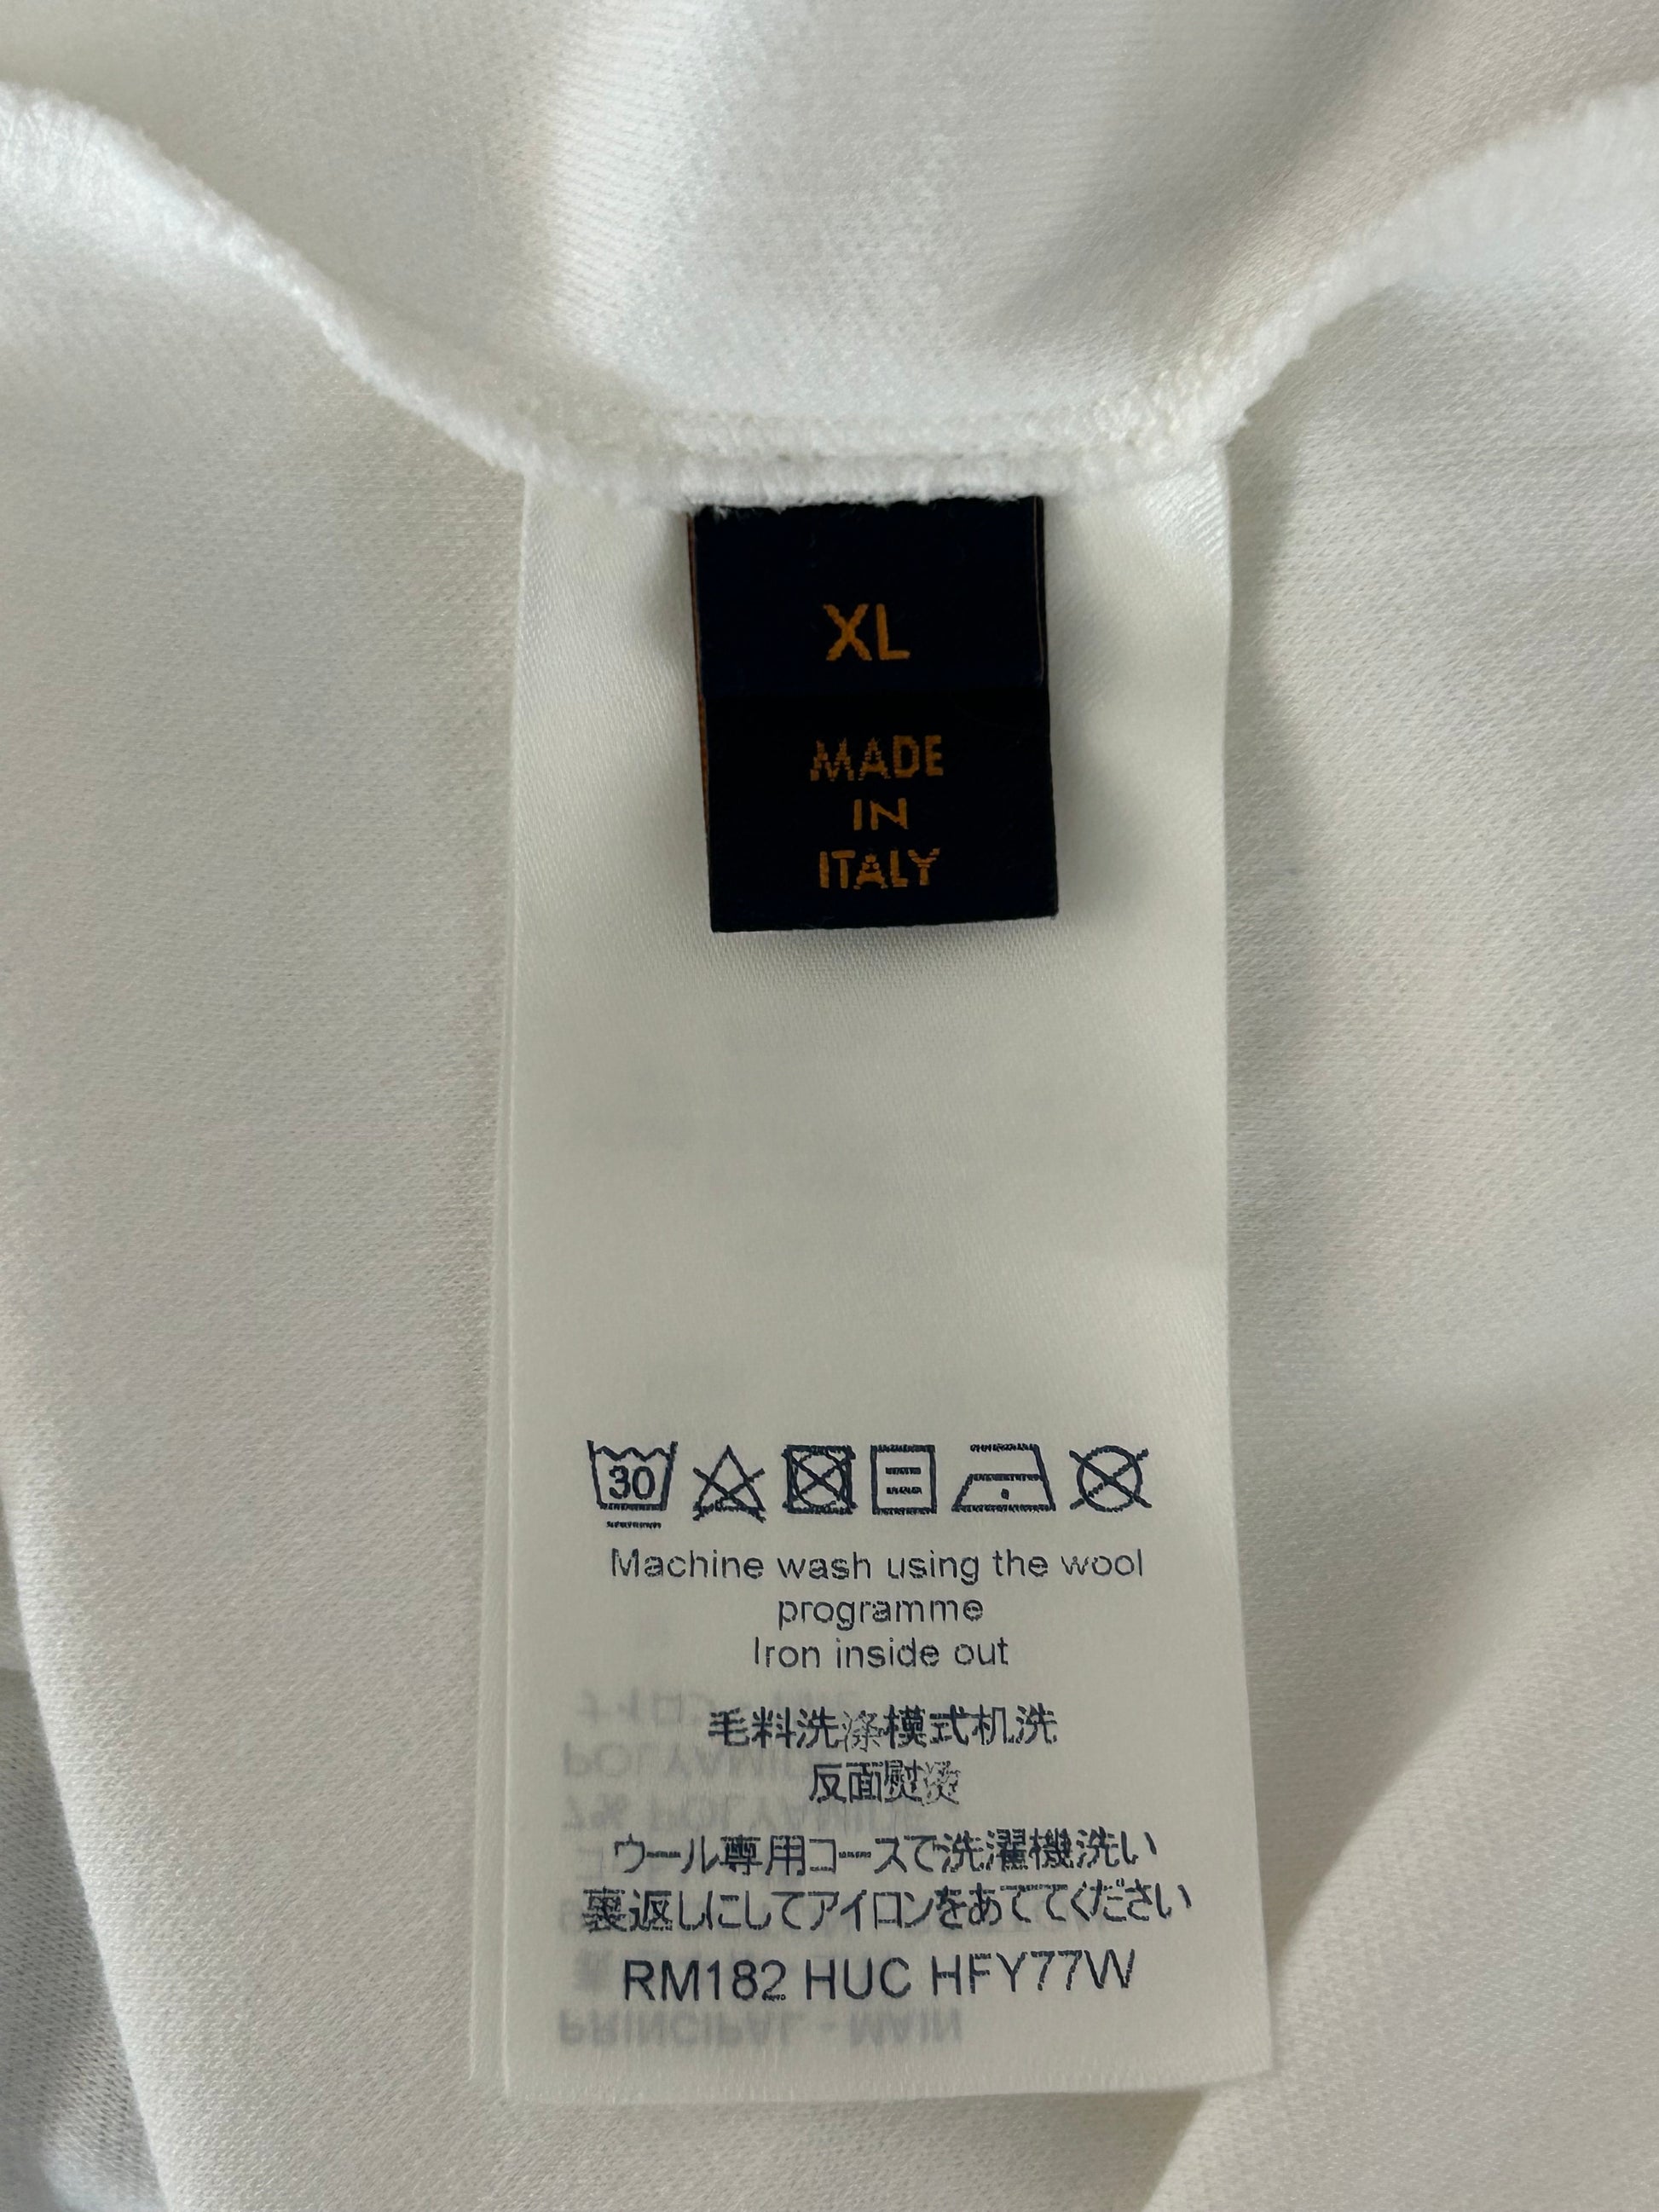 XL
MADE
IN
ITALY
30
Machine wash using the wool
programme
Iron inside out
毛料洗涤模式机洗
反面熨烫
ウール専用コースで洗濯機洗い
裏返しにしてアイロンをあててください
RM182 HUC HFY77W
PRINCIPAL - MAIN